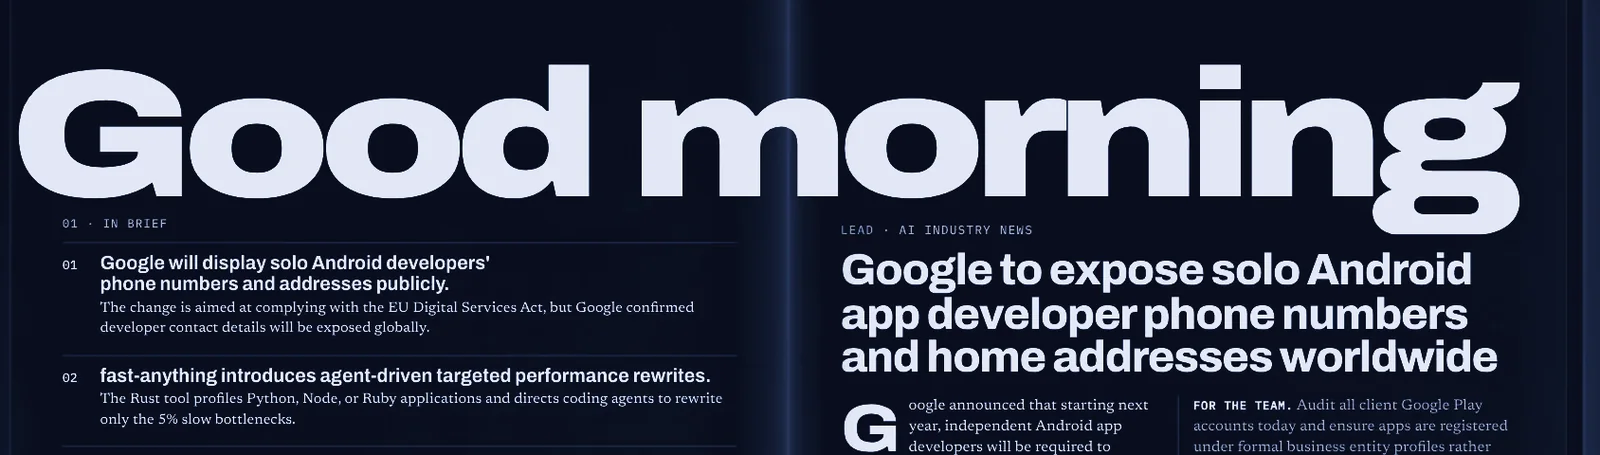 Good morning
01 · IN BRIEF
01
Google will display solo Android developers'
phone numbers and addresses publicly.
The change is aimed at complying with the EU Digital Services Act, but Google confirmed
developer contact details will be exposed globally.
02
fast-anything introduces agent-driven targeted performance rewrites.
The Rust tool profiles Python, Node, or Ruby applications and directs coding agents to rewrite
only the 5% slow bottlenecks.
LEAD · AI INDUSTRY NEWS
Google to expose solo Android
app developer phone numbers
and home addresses worldwide
Google announced that starting next
year, independent Android app
developers will be required to
FOR THE TEAM. Audit all client Google Play
accounts today and ensure apps are registered
under formal business entity profiles rather